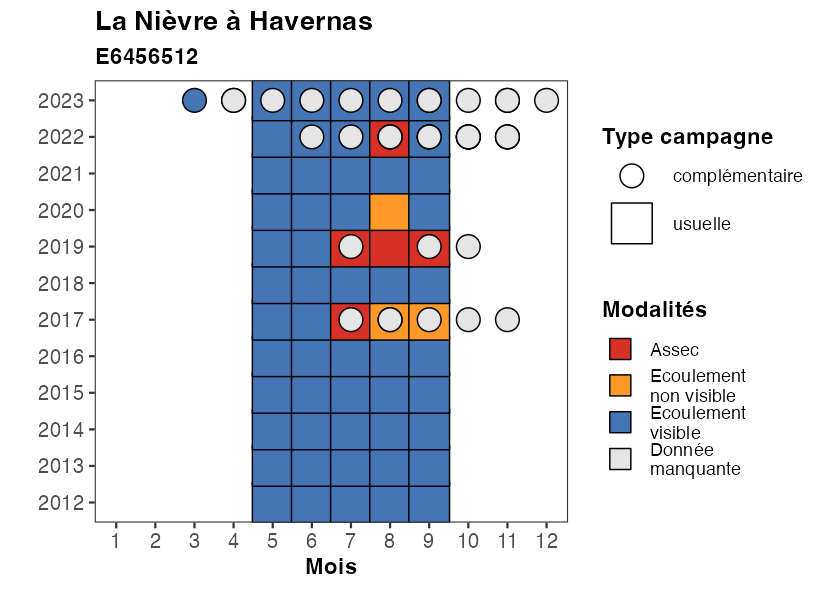 La Nièvre à Havernas
E6456512
2023
2022
2021
2020
2019
2018
2017
2016
2015
2014
2013
2012
1 2 3 4 5 6 7 8 9 10 11 12
Mois
Type campagne
complémentaire
usuelle
Modalités
Assec
Ecoulement
non visible
Ecoulement
visible
Donnée
manquante